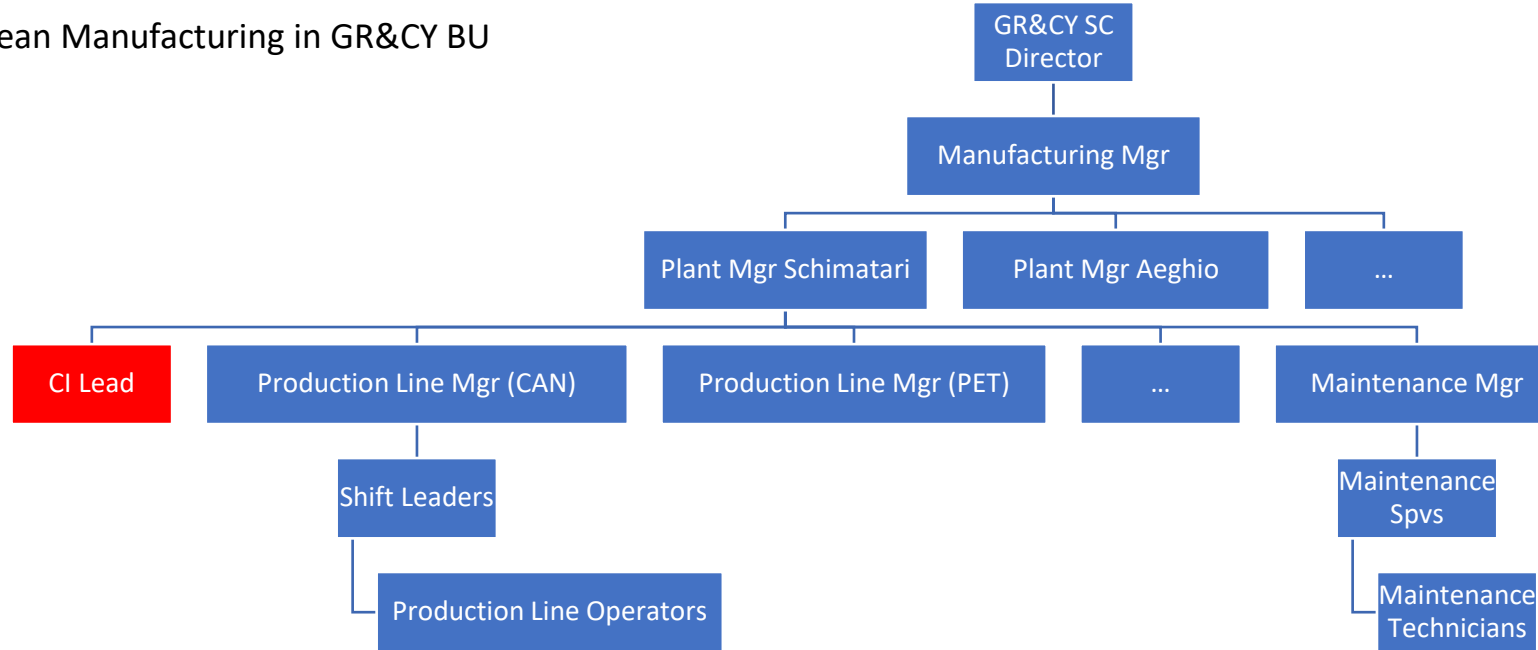 ean Manufacturing in GR&CY BU
GR&CY SC
Director
Manufacturing Mgr
Plant Mgr Schimatari
Plant Mgr Aeghio
...
CI Lead
Production Line Mgr (CAN)
Production Line Mgr (PET)
...
Maintenance Mgr
Shift Leaders
Maintenance
Spvs
Production Line Operators
Maintenance
Technicians